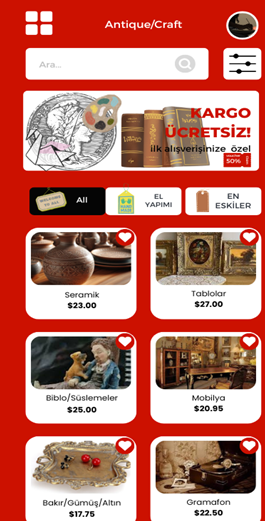 Antique/Craft
Ara...
KARGO
ÜCRETSİZ!
ilk alışverişinize özel
50%
All
EL
YAPIMI
EN
ESKİLER
Seramik
$23.00
Tablolar
$27.00
Biblo/Süslemeler
$25.00
Mobilya
$20.95
Bakır/Gümüş/Altın
$17.75
Gramafon
$22.50